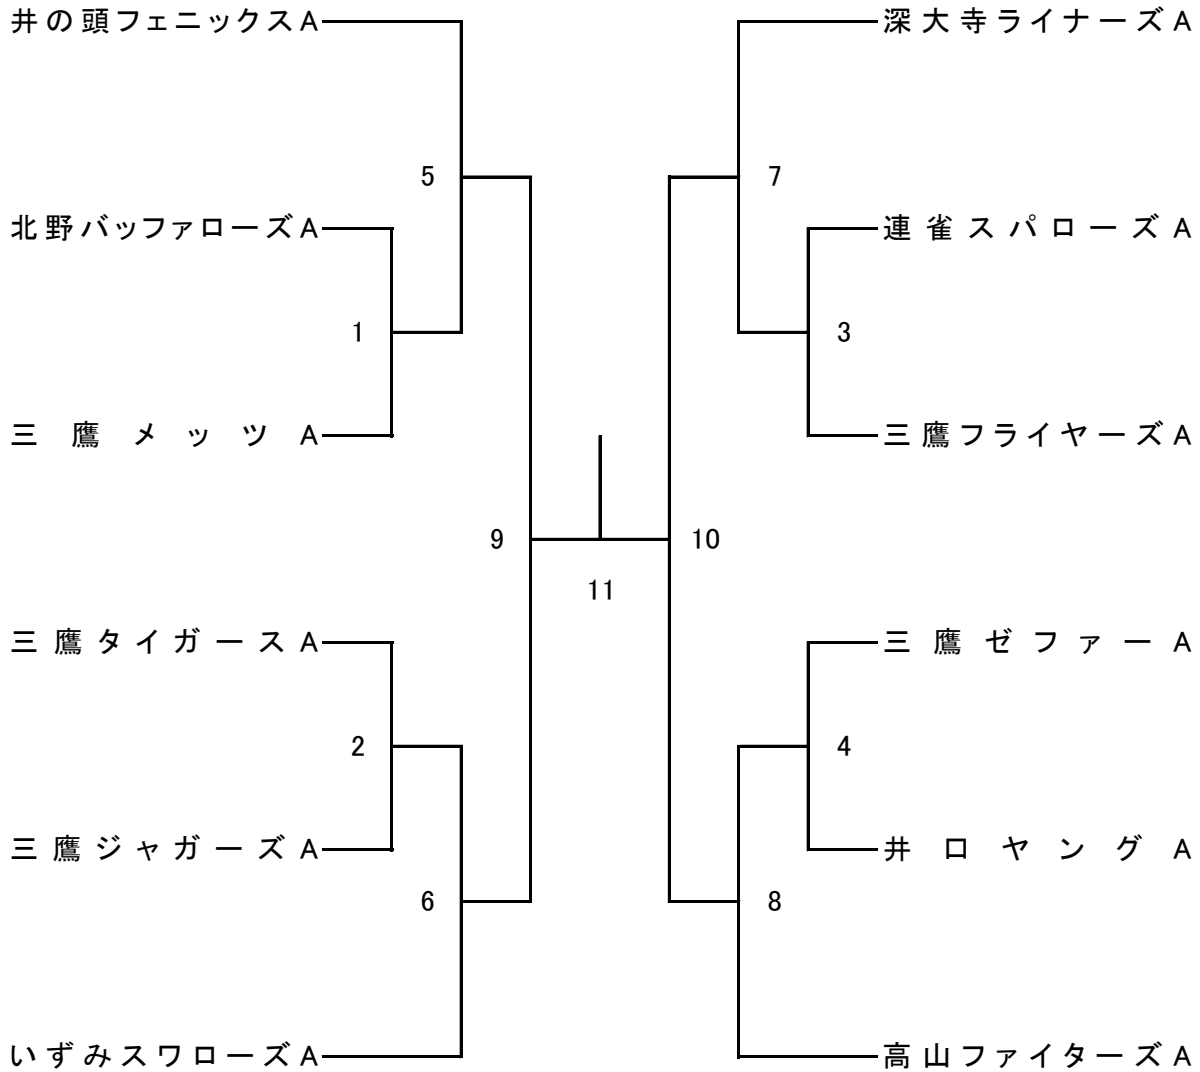 井の頭フェニックスA
深大寺ライナーズA
5
7
北野バッファローズA
連雀スパローズA
1
3
三鷹メッツA
三鷹フライヤーズA
9
10
11
三鷹タイガースA
三鷹ゼファーA
2
4
三鷹ジャガーズA
井口ヤングA
6
8
いずみスワローズA
高山ファイターズA